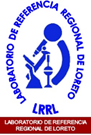 LABORATORIO DE REFERENCIA REGIONAL DE LORETO
LRRL
LABORATORIO DE REFERENCIA
REGIONAL DE LORETO